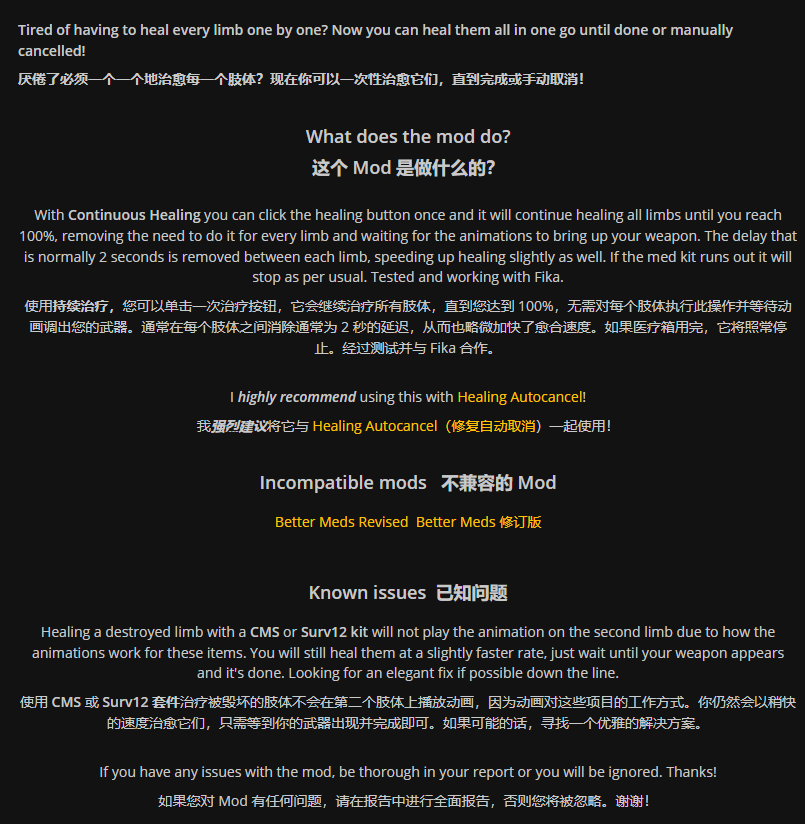 Tired of having to heal every limb one by one? Now you can heal them all in one go until done or manually
cancelled!
厌倦了必须一个一个地治愈每一个肢体？现在你可以一次性治愈它们，直到完成或手动取消！
What does the mod do?
这个 Mod 是做什么的？
With Continuous Healing you can click the healing button once and it will continue healing all limbs until you reach
100%, removing the need to do it for every limb and waiting for the animations to bring up your weapon. The delay that
is normally 2 seconds is removed between each limb, speeding up healing slightly as well. If the med kit runs out it will
stop as per usual. Tested and working with Fika.
使用持续治疗，您可以单击一次治疗按钮，它会继续治疗所有肢体，直到您达到 100%，无需对每个肢体执行此操作并等待动
画调出您的武器。通常在每个肢体之间消除通常为 2 秒的延迟，从而也略微加快了愈合速度。如果医疗箱用完，它将照常停
止。经过测试并与 Fika 合作。
I highly recommend using this with Healing Autocancel!
我强烈建议将它与 Healing Autocancel（修复自动取消）一起使用！
Incompatible mods 不兼容的 Mod
Better Meds Revised Better Meds 修订版
Known issues 已知问题
Healing a destroyed limb with a CMS or Surv12 kit will not play the animation on the second limb due to how the
animations work for these items. You will still heal them at a slightly faster rate, just wait until your weapon appears
and it's done. Looking for an elegant fix if possible down the line.
使用 CMS 或 Surv12 套件治疗被毁坏的肢体不会在第二个肢体上播放动画，因为动画对这些项目的工作方式。你仍然会以稍快
的速度治愈它们，只需等到你的武器出现并完成即可。如果可能的话，寻找一个优雅的解决方案。
If you have any issues with the mod, be thorough in your report or you will be ignored. Thanks!
如果您对 Mod 有任何问题，请在报告中进行全面报告，否则您将被忽略。谢谢！